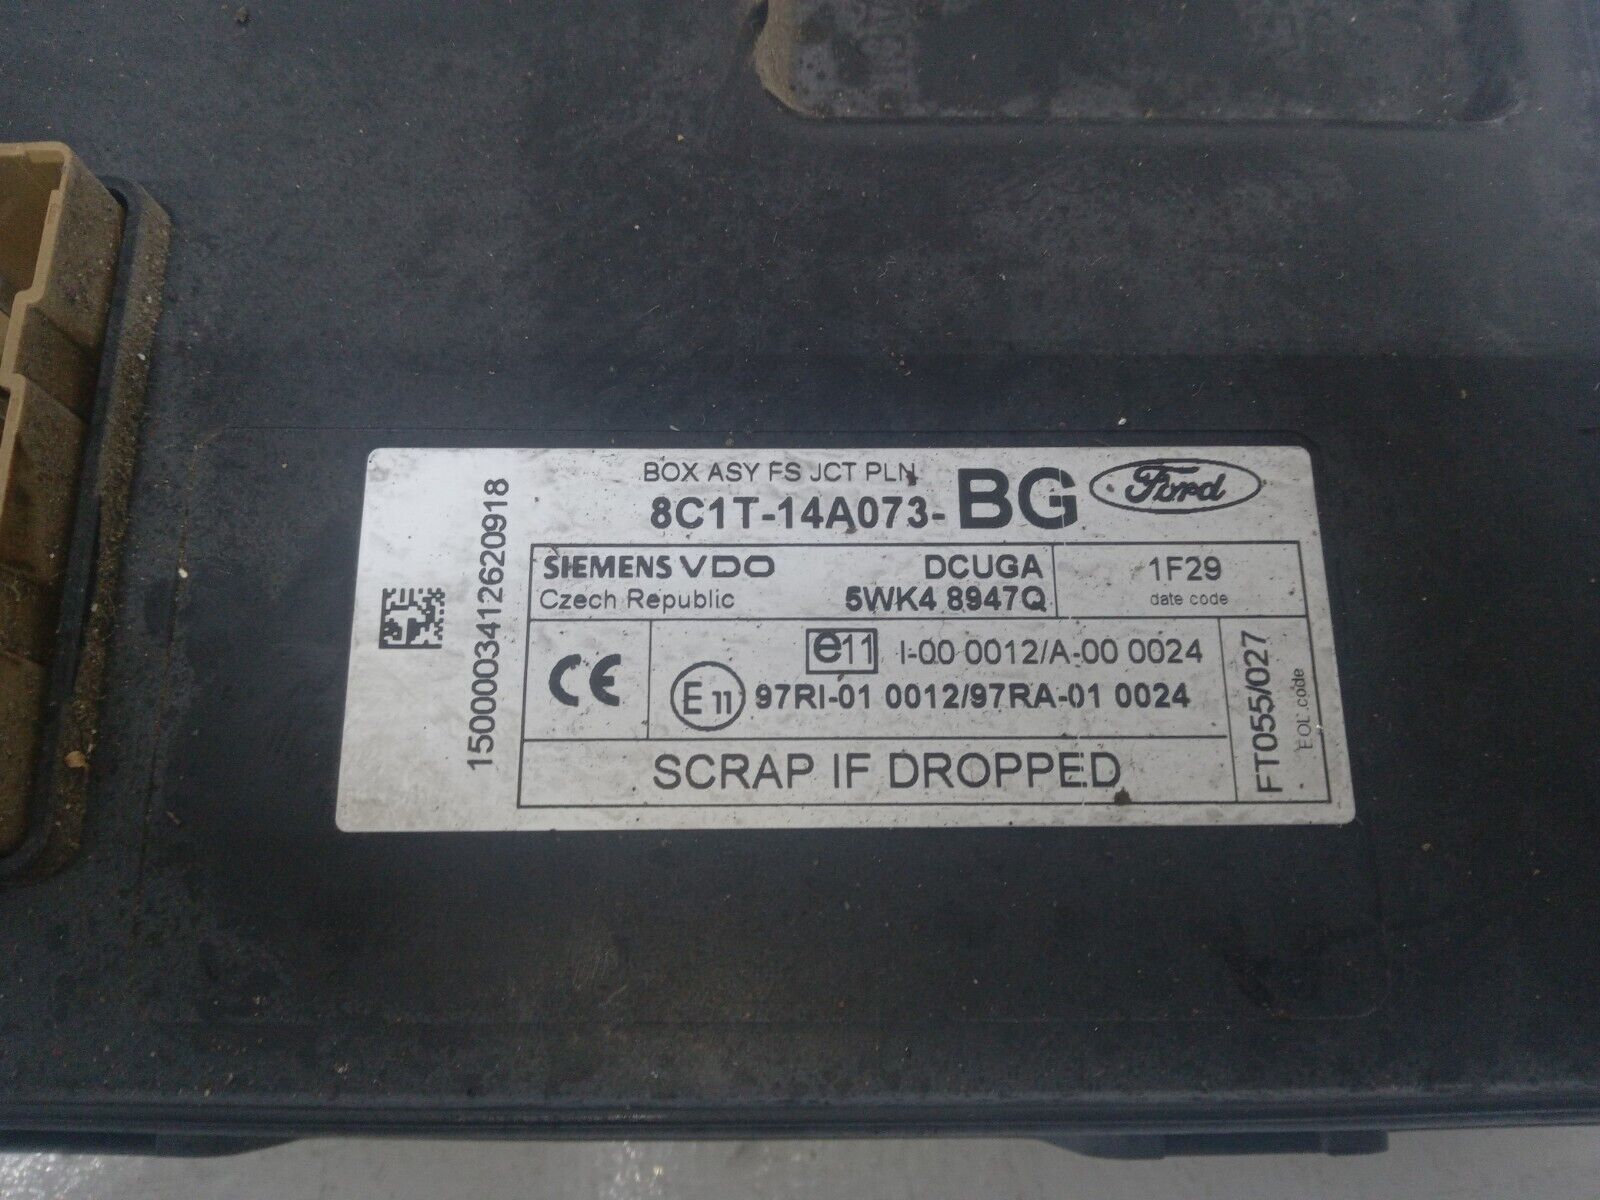 BOX ASY FS JCT PLN
8C1T-14A073-BG
Ford
150000341262​0918
SIEMENS VDO
Czech Republic
DCUGA
5WK4 8947Q
1F29
date code
CE
e11 I-00 0012/A-00 0024
E11 97RI-01 0012/97RA-01 0024
SCRAP IF DROPPED
FT055/027
EOL code